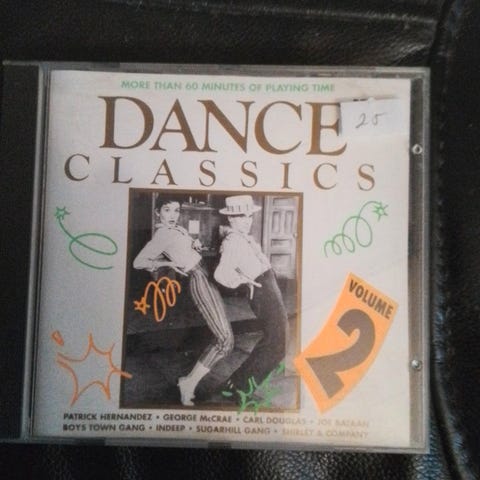 MORE THAN 60 MINUTES OF PLAYING TIME
DANCE
CLASSICS
25
VOLUME
2
PATRICK HERNANDEZ • GEORGE McCRAE • CARL DOUGLAS • JOE BATAAN
BOYS TOWN GANG • INDEEP • SUGARHILL GANG • SHIRLEY & COMPANY